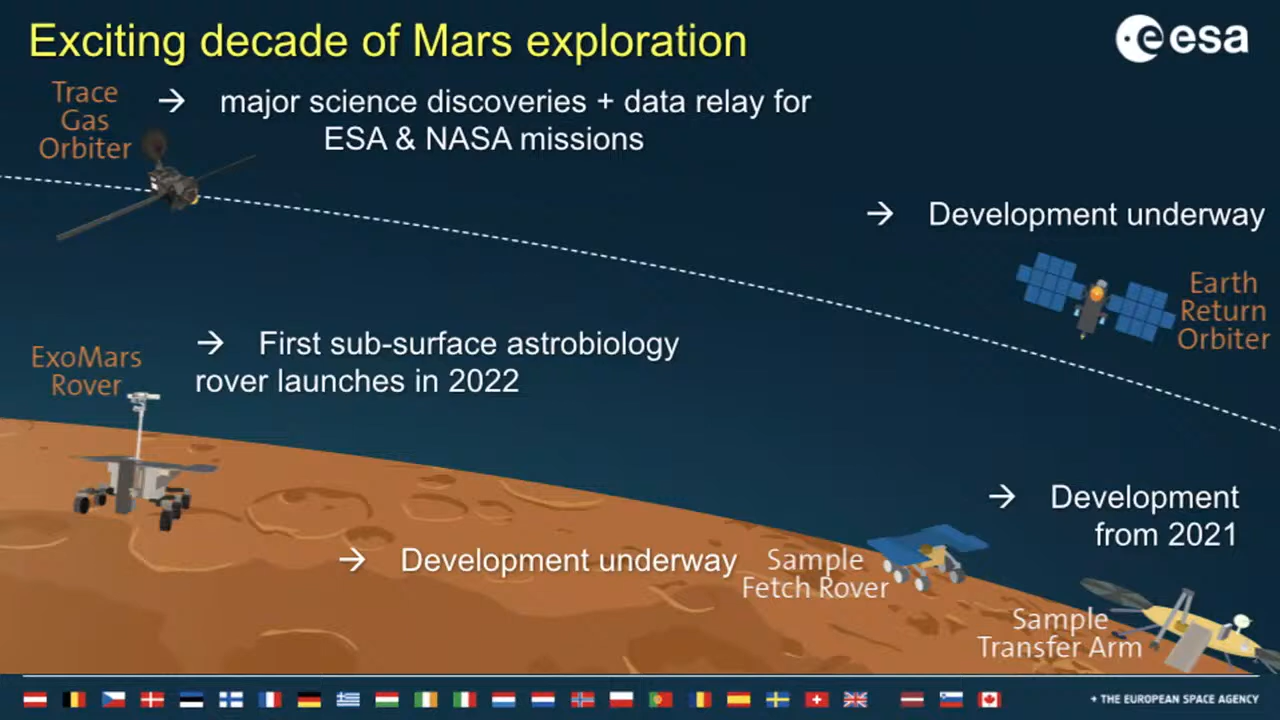 Exciting decade of Mars exploration
esa
Trace
Gas
Orbiter
→ major science discoveries + data relay for
ESA & NASA missions
→ Development underway
Earth
Return
Orbiter
ExoMars
Rover
→ First sub-surface astrobiology
rover launches in 2022
→ Development
from 2021
→ Development underway
Sample
Fetch Rover
Sample
Transfer Arm
→ THE EUROPEAN SPACE AGENCY